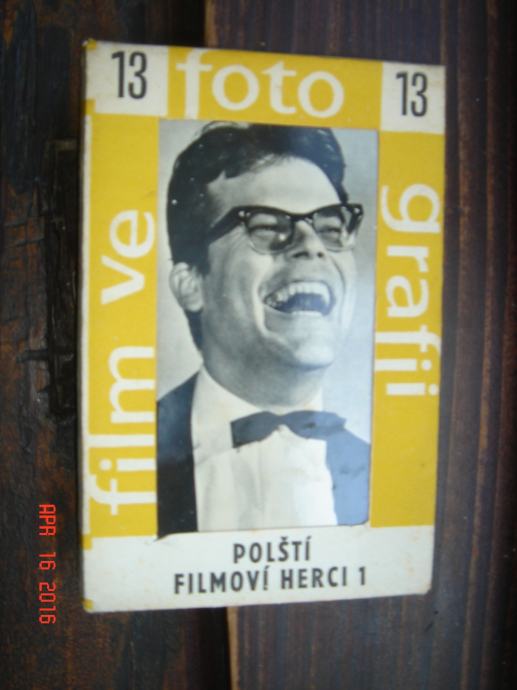 13 foto 13
film ve
grafii
POLŠTÍ
FILMOVÍ HERCI 1
APR 16 2016